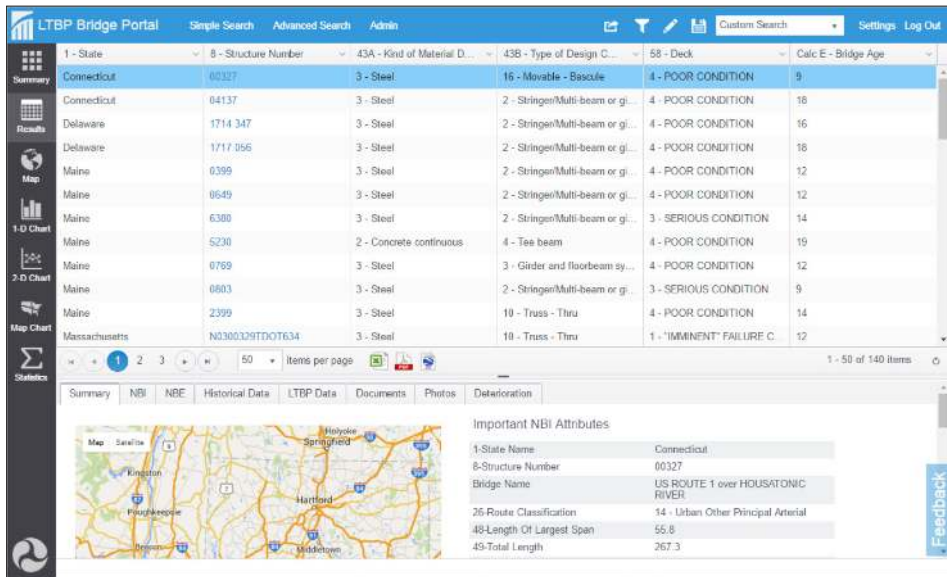 LTBP Bridge Portal Simple Search Advanced Search Admin Custom Search Settings Log Out
1 - State 8 - Structure Number 43A - Kind of Material D... 43B - Type of Design C... 58 - Deck Calc E - Bridge Age
Connecticut 00327 3 - Steel 16 - Movable - Bascule 4 - POOR CONDITION 9
Connecticut 04137 3 - Steel 2 - Stringer/Multi-beam or gi... 4 - POOR CONDITION 18
Delaware 1714 347 3 - Steel 2 - Stringer/Multi-beam or gi... 4 - POOR CONDITION 16
Delaware 1717 056 3 - Steel 2 - Stringer/Multi-beam or gi... 4 - POOR CONDITION 18
Maine 0399 3 - Steel 2 - Stringer/Multi-beam or gi... 4 - POOR CONDITION 12
Maine 0649 3 - Steel 2 - Stringer/Multi-beam or gi... 4 - POOR CONDITION 12
Maine 6380 3 - Steel 2 - Stringer/Multi-beam or gi... 3 - SERIOUS CONDITION 14
Maine 5230 2 - Concrete continuous 4 - Tee beam 4 - POOR CONDITION 19
Maine 0769 3 - Steel 3 - Girder and floorbeam sy... 4 - POOR CONDITION 12
Maine 0803 3 - Steel 2 - Stringer/Multi-beam or gi... 3 - SERIOUS CONDITION 9
Maine 2399 3 - Steel 10 - Truss - Thru 4 - POOR CONDITION 14
Massachusetts N0300329TDOT634 3 - Steel 10 - Truss - Thru 1 - "IMMINENT" FAILURE C... 12
Summary
Results
Map
1-D Chart
2-D Chart
Map Chart
Statistics
1 2 3 50 items per page PDF 1 - 50 of 140 items
Summary NBI NBE Historical Data LTBP Data Documents Photos Deterioration
Map Satellite
Holyoke
Springfield
Kingston
Hartford
Poughkeepsie
Beacon
Middletown
Important NBI Attributes
1-State Name Connecticut
8-Structure Number 00327
Bridge Name US ROUTE 1 over HOUSATONIC
RIVER
26-Route Classification 14 - Urban Other Principal Arterial
48-Length Of Largest Span 55.8
49-Total Length 267.3
Feedback